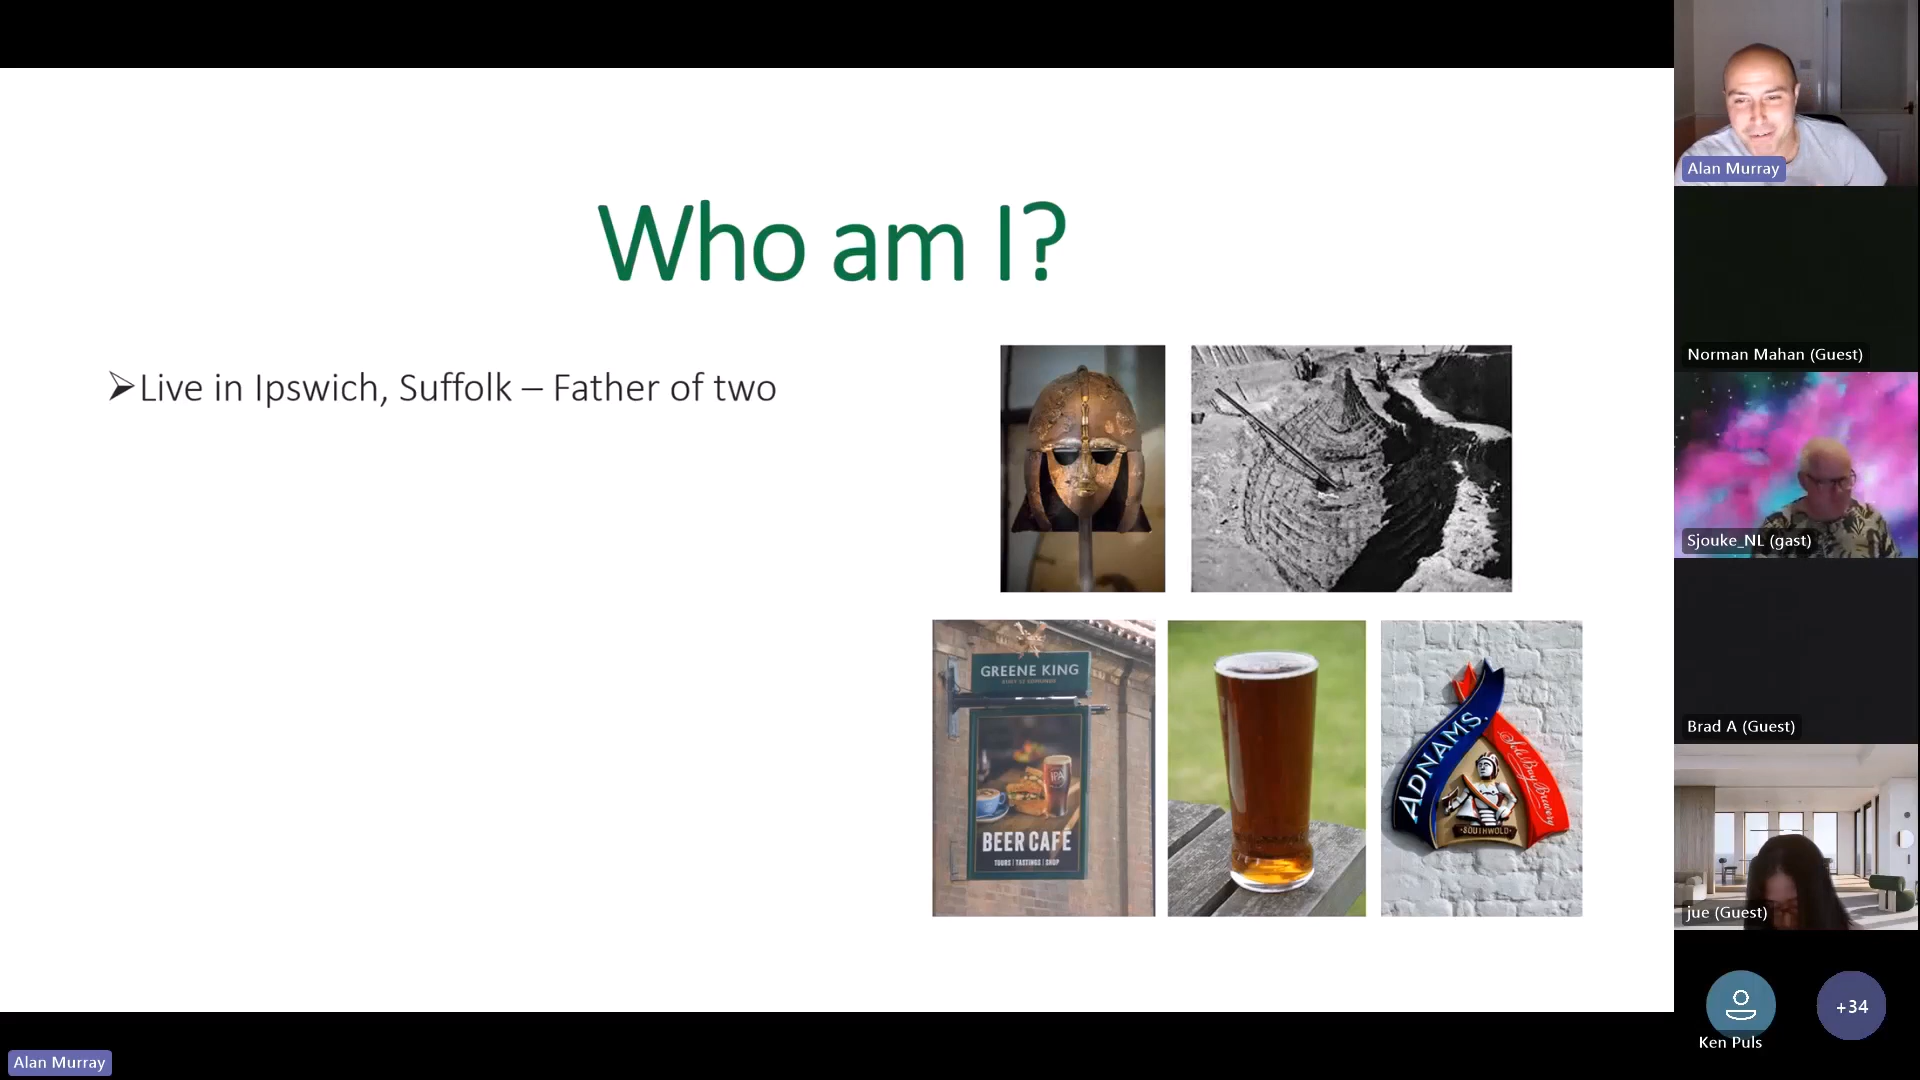 Who am I?
➢Live in Ipswich, Suffolk – Father of two
GREENE KING
IPA
BEER CAFÉ
TOURS | TASTINGS | SHOP
ADNAMS
Sole Bay Brewery
SOUTHWOLD
Alan Murray
Norman Mahan (Guest)
Sjouke_NL (gast)
Brad A (Guest)
jue (Guest)
Ken Puls
+34
Alan Murray